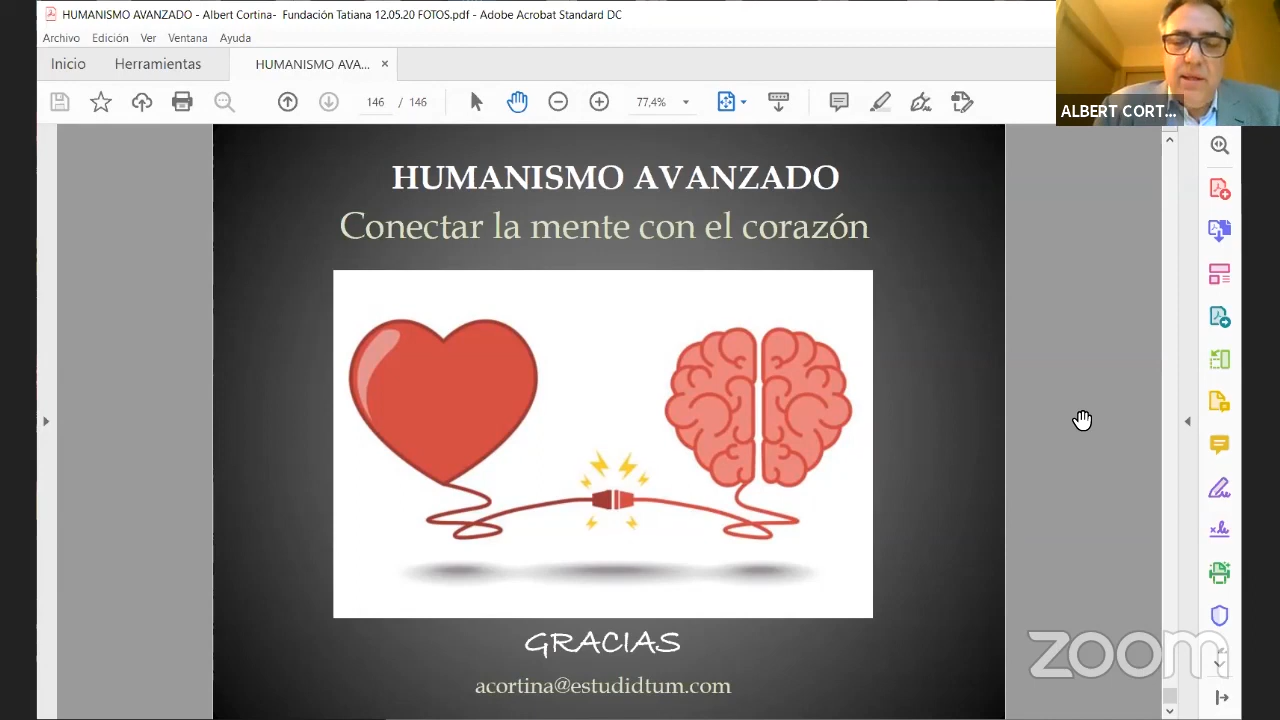 HUMANISMO AVANZADO - Albert Cortina-  Fundación Tatiana 12.05.20 FOTOS.pdf - Adobe Acrobat Standard DC
Archivo Edición Ver Ventana Ayuda
Inicio Herramientas HUMANISMO AVA... ×
146 / 146 77,4%
ALBERT CORT...
HUMANISMO AVANZADO
Conectar la mente con el corazón
GRACIAS
acortina@estudidtum.com
zoom